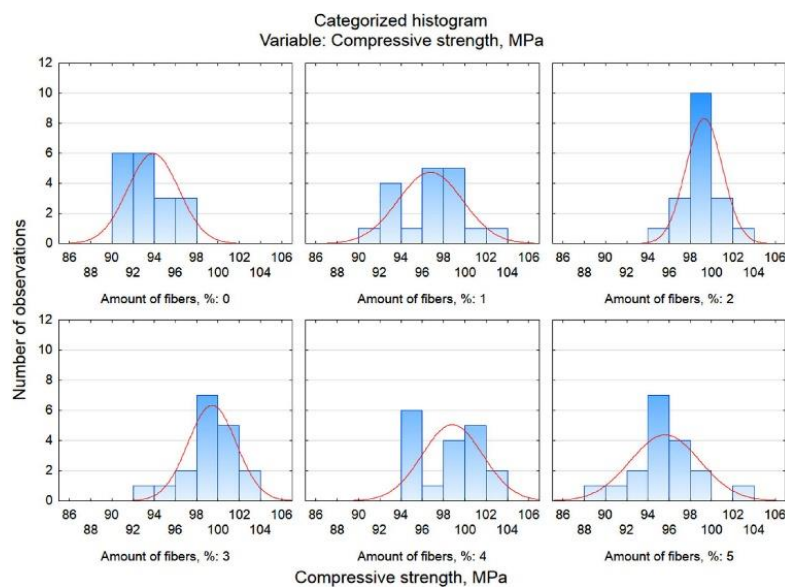 Categorized histogram
Variable: Compressive strength, MPa
Number of observations
12
10
8
6
4
2
0
86 90 94 98 102 106
88 92 96 100 104
Amount of fibers, %: 0
86 90 94 98 102 106
88 92 96 100 104
Amount of fibers, %: 1
86 90 94 98 102 106
88 92 96 100 104
Amount of fibers, %: 2
12
10
8
6
4
2
0
86 90 94 98 102 106
88 92 96 100 104
Amount of fibers, %: 3
86 90 94 98 102 106
88 92 96 100 104
Amount of fibers, %: 4
86 90 94 98 102 106
88 92 96 100 104
Amount of fibers, %: 5
Compressive strength, MPa